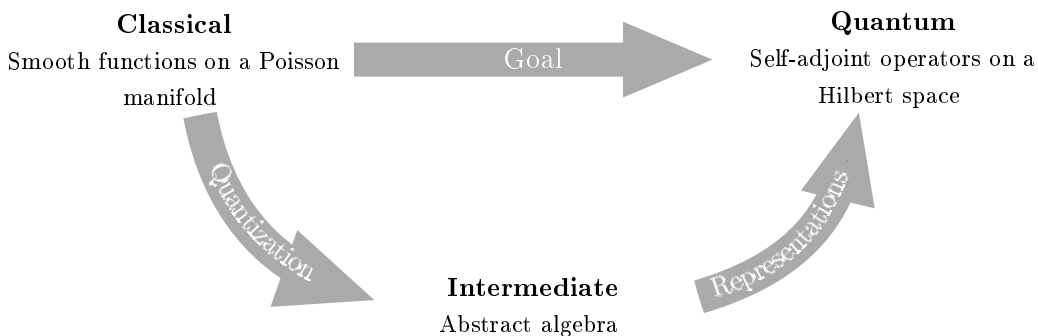 Classical
Smooth functions on a Poisson
manifold
Goal
Quantum
Self-adjoint operators on a
Hilbert space
Quantization
Representations
Intermediate
Abstract algebra